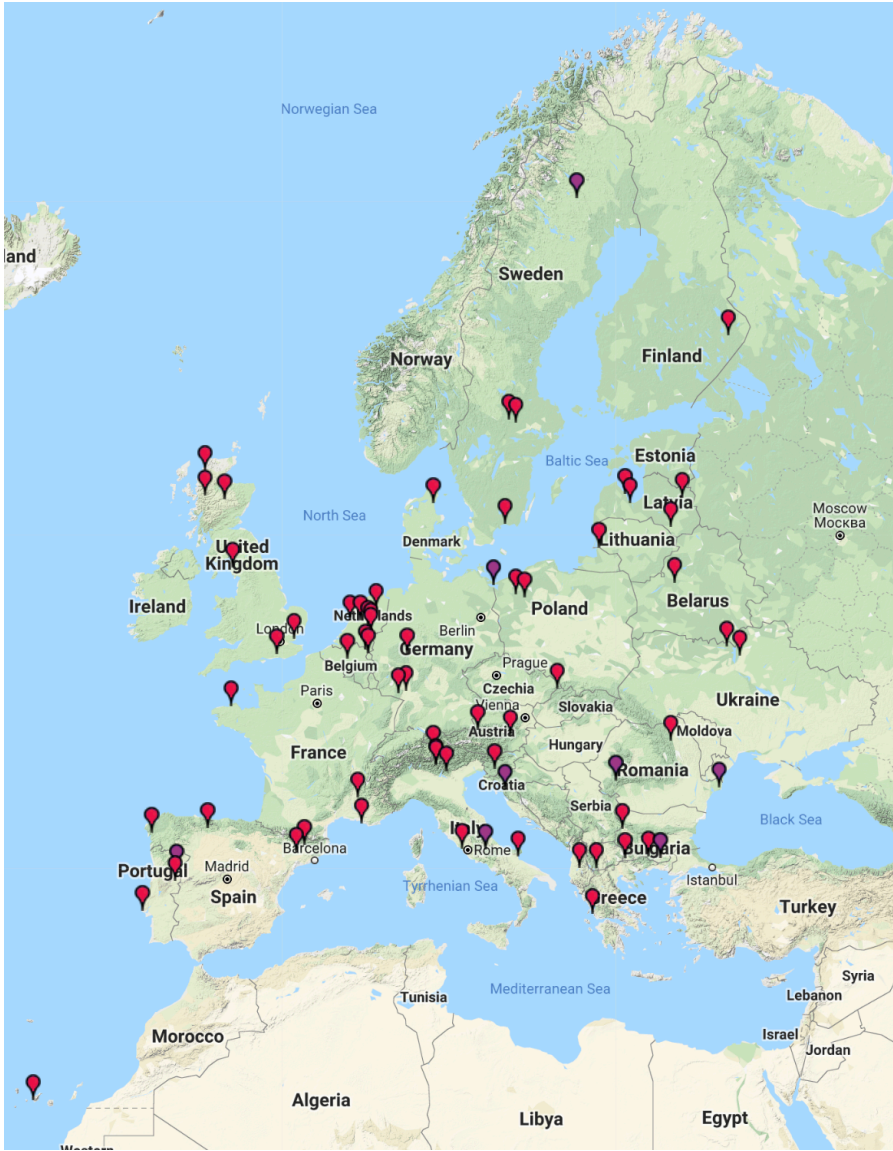 Norwegian Sea
land
Sweden
Norway
Finland
Estonia
Baltic Sea
Latvia
North Sea
Moscow
Москва
Denmark
Lithuania
United
Kingdom
Ireland
Poland
Belarus
Netherlands
London
Berlin
Germany
Belgium
Prague
Paris
Czechia
Ukraine
Vienna
Slovakia
Austria
Moldova
Hungary
France
Romania
Croatia
Serbia
Black Sea
Italy
Rome
Bulgaria
Barcelona
Portugal
Madrid
Istanbul
Tyrrhenian Sea
Spain
Greece
Turkey
Syria
Mediterranean Sea
Tunisia
Lebanon
Israel
Morocco
Jordan
Algeria
Libya
Egypt
Western